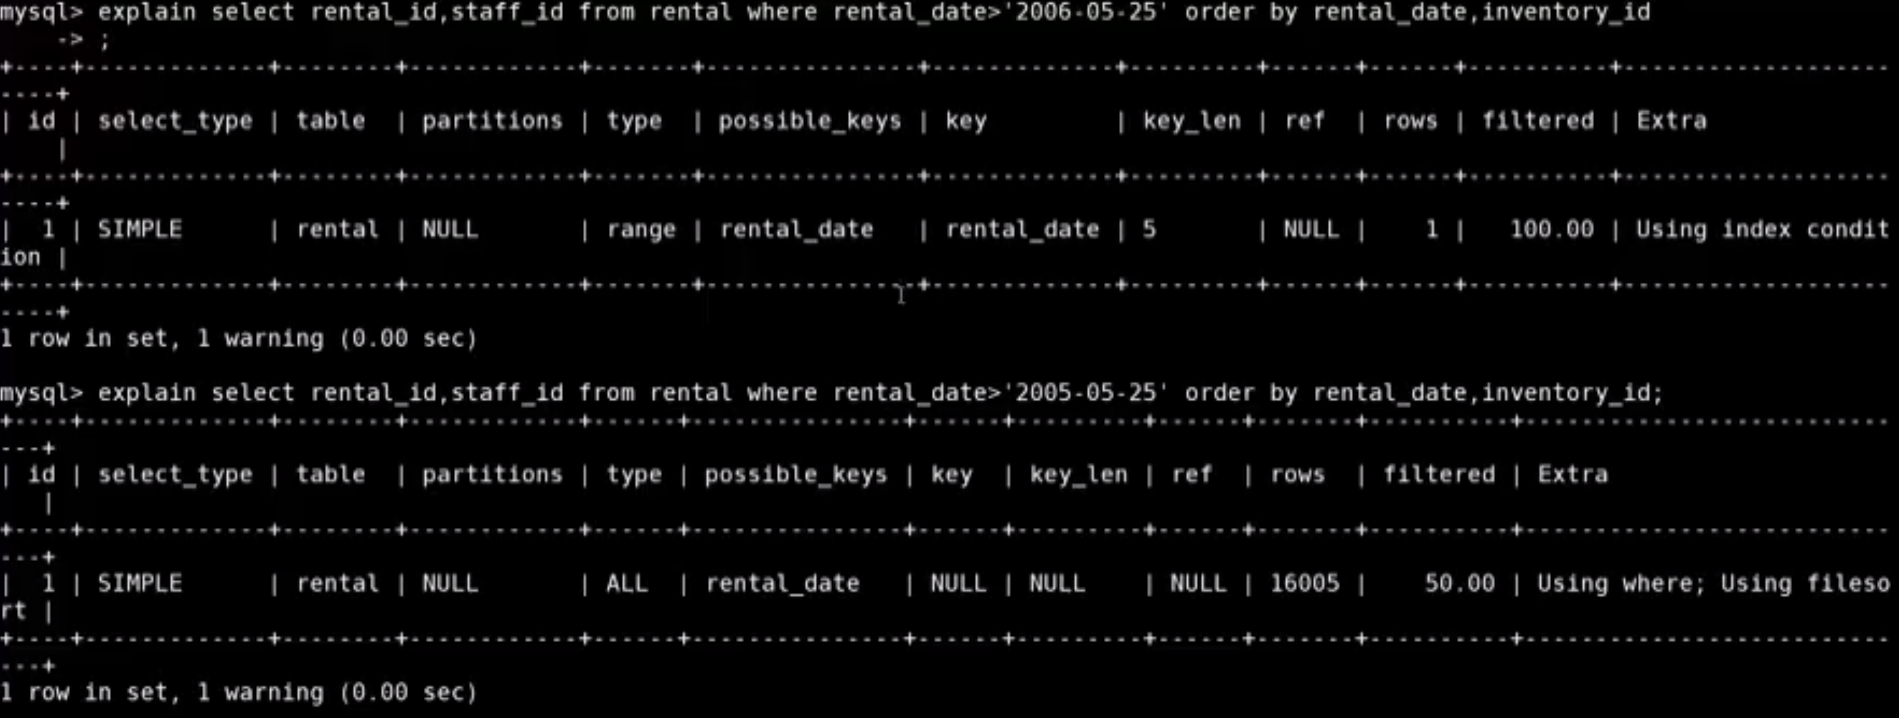 mysql> explain select rental_id,staff_id from rental where rental_date>'2006-05-25' order by rental_date,inventory_id
    -> ;
+----+-------------+--------+------------+-------+---------------+-------------+---------+------+------+----------+-------------------
----+
| id | select_type | table  | partitions | type  | possible_keys | key         | key_len | ref  | rows | filtered | Extra
    |
+----+-------------+--------+------------+-------+---------------+-------------+---------+------+------+----------+-------------------
----+
|  1 | SIMPLE      | rental | NULL       | range | rental_date   | rental_date | 5       | NULL |    1 |   100.00 | Using index condit
ion |
+----+-------------+--------+------------+-------+---------------+-------------+---------+------+------+----------+-------------------
----+
1 row in set, 1 warning (0.00 sec)
mysql> explain select rental_id,staff_id from rental where rental_date>'2005-05-25' order by rental_date,inventory_id;
+----+-------------+--------+------------+------+---------------+------+---------+------+-------+----------+--------------------------
---+
| id | select_type | table  | partitions | type | possible_keys | key  | key_len | ref  | rows  | filtered | Extra
   |
+----+-------------+--------+------------+------+---------------+------+---------+------+-------+----------+--------------------------
---+
|  1 | SIMPLE      | rental | NULL       | ALL  | rental_date   | NULL | NULL    | NULL | 16005 |    50.00 | Using where; Using fileso
rt |
+----+-------------+--------+------------+------+---------------+------+---------+------+-------+----------+--------------------------
---+
1 row in set, 1 warning (0.00 sec)